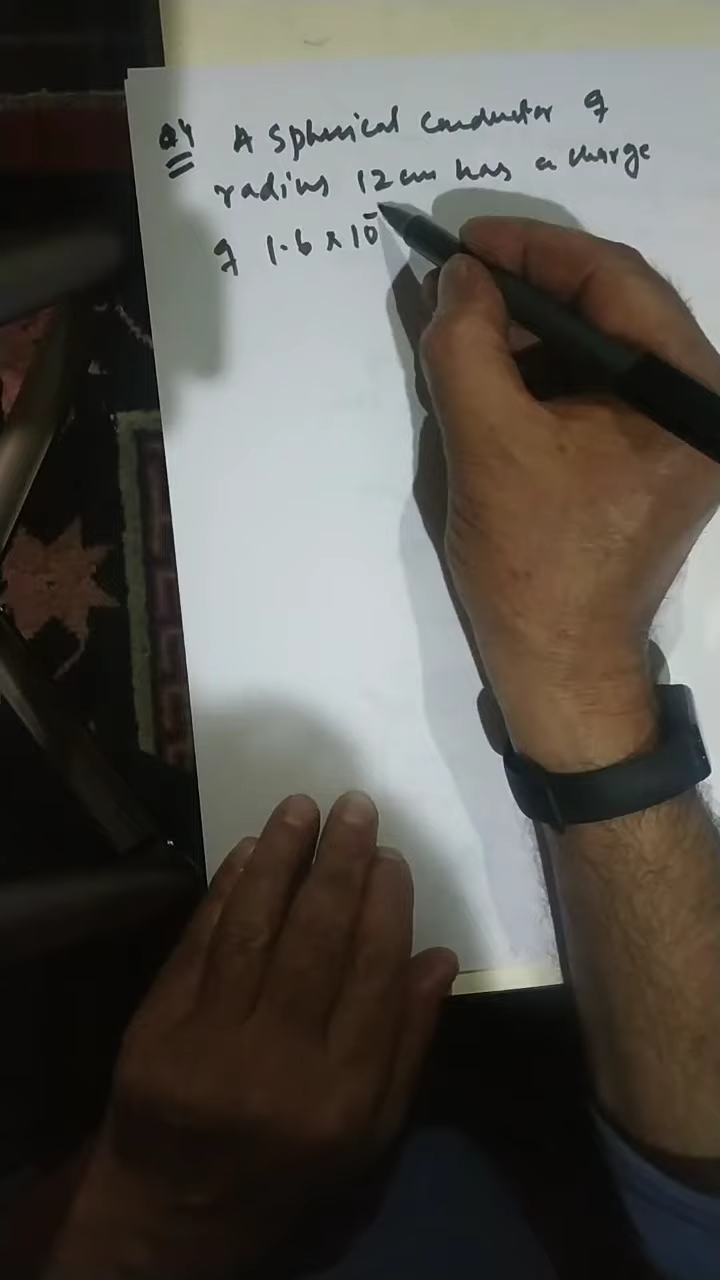 Q4 A Spherical conductor of
radius 12 cm has a charge
of 1.6 x 10⁻